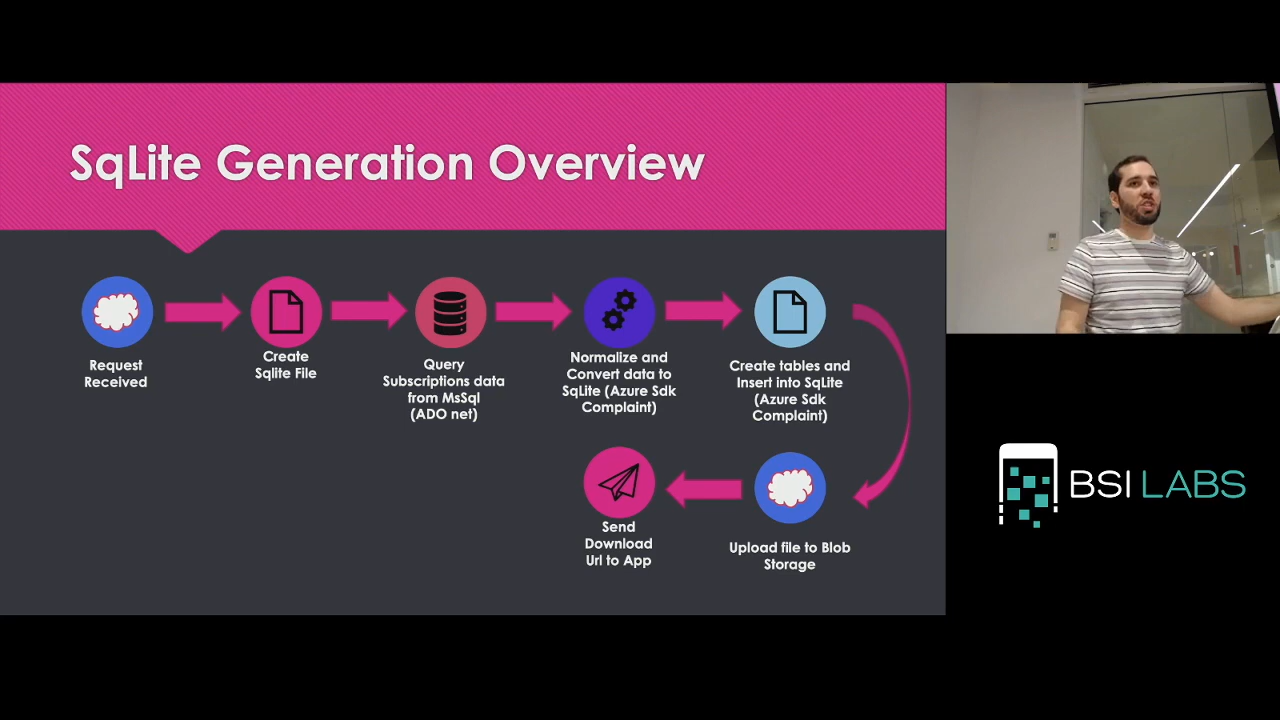 SqLite Generation Overview
Request
Received
Create
Sqlite File
Query
Subscriptions data
from MsSql
(ADO net)
Normalize and
Convert data to
SqLite (Azure Sdk
Complaint)
Create tables and
Insert into SqLite
(Azure Sdk
Complaint)
Send
Download
Url to App
Upload file to Blob
Storage
BSI LABS